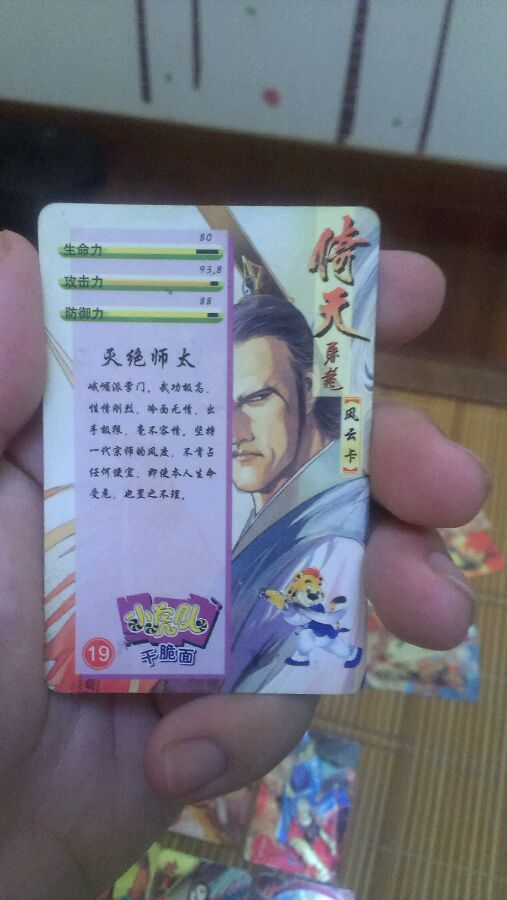 生命力 80
攻击力 93,8
防御力 88
灭绝师太
峨嵋派掌门。武功极高，
性情刚烈，冷面无情，出
手极狠，毫不容情。坚持
一代宗师的风度，不肯占
任何便宜，即使本人生命
受危，也置之不理。
小虎队
干脆面
19
倚天
屠龙
【风云卡】